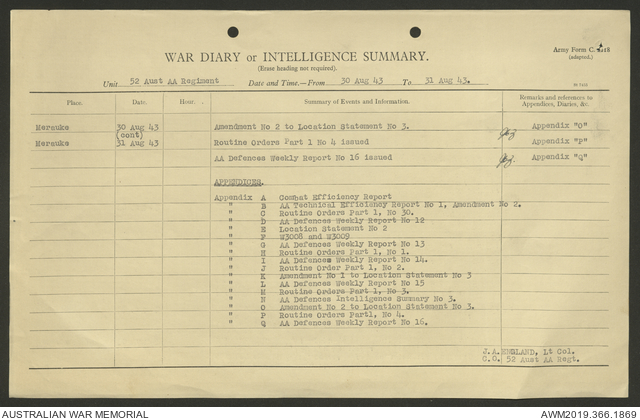 Army Form C.2118
(adapted.)
WAR DIARY or INTELLIGENCE SUMMARY.
(Erase heading not required).
Unit 52 Aust AA Regiment Date and Time.—From 30 Aug 43 To 31 Aug 43.
Place. Date. Hour. Summary of Events and Information. Remarks and references to Appendices, Diaries, &c.
Merauke 30 Aug 43 Amendment No 2 to Location Statement No 3. Appendix "O"
(cont)
Merauke 31 Aug 43 Routine Orders Part 1 No 4 issued Appendix "P"
AA Defences Weekly Report No 16 issued Appendix "Q"
APPENDICES.
Appendix A Combat Efficiency Report
" B AA Technical Efficiency Report No 1, Amendment No 2.
" C Routine Orders Part 1, No 30.
" D AA Defences Weekly Report No 12
" E Location Statement No 2
" F W3008 and W3009
" G AA Defences Weekly Report No 13
" H Routine Orders Part 1, No 1.
" I AA Defences Weekly Report No 14.
" J Routine Order Part 1, No 2.
" K Amendment No 1 to Location Statement No 3
" L AA Defences Weekly Report No 15
" M Routine Orders Part 1, No 3.
" N AA Defences Intelligence Summary No 3.
" O Amendment No 2 to Location Statement No 3.
" P Routine Orders Part1, No 4.
" Q AA Defences Weekly Report No 16.
J.A.ENGLAND, Lt Col.
C.O. 52 Aust AA Regt.
AUSTRALIAN WAR MEMORIAL AWM2019.366.1869